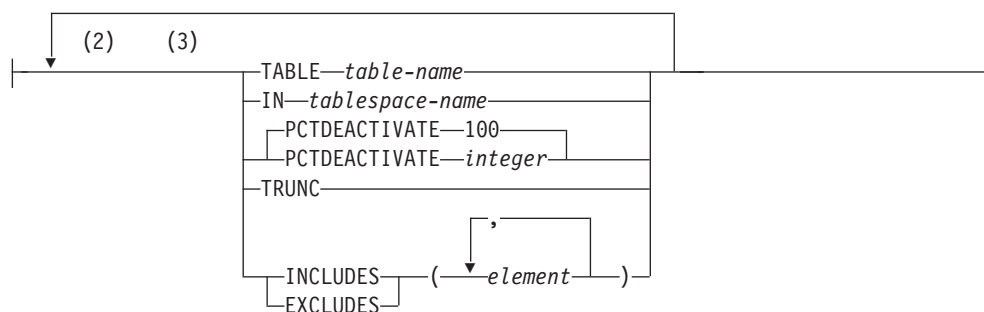 (2) (3)
TABLE table-name
IN tablespace-name
PCTDEACTIVATE 100
PCTDEACTIVATE integer
TRUNC
,
INCLUDES ( element )
EXCLUDES